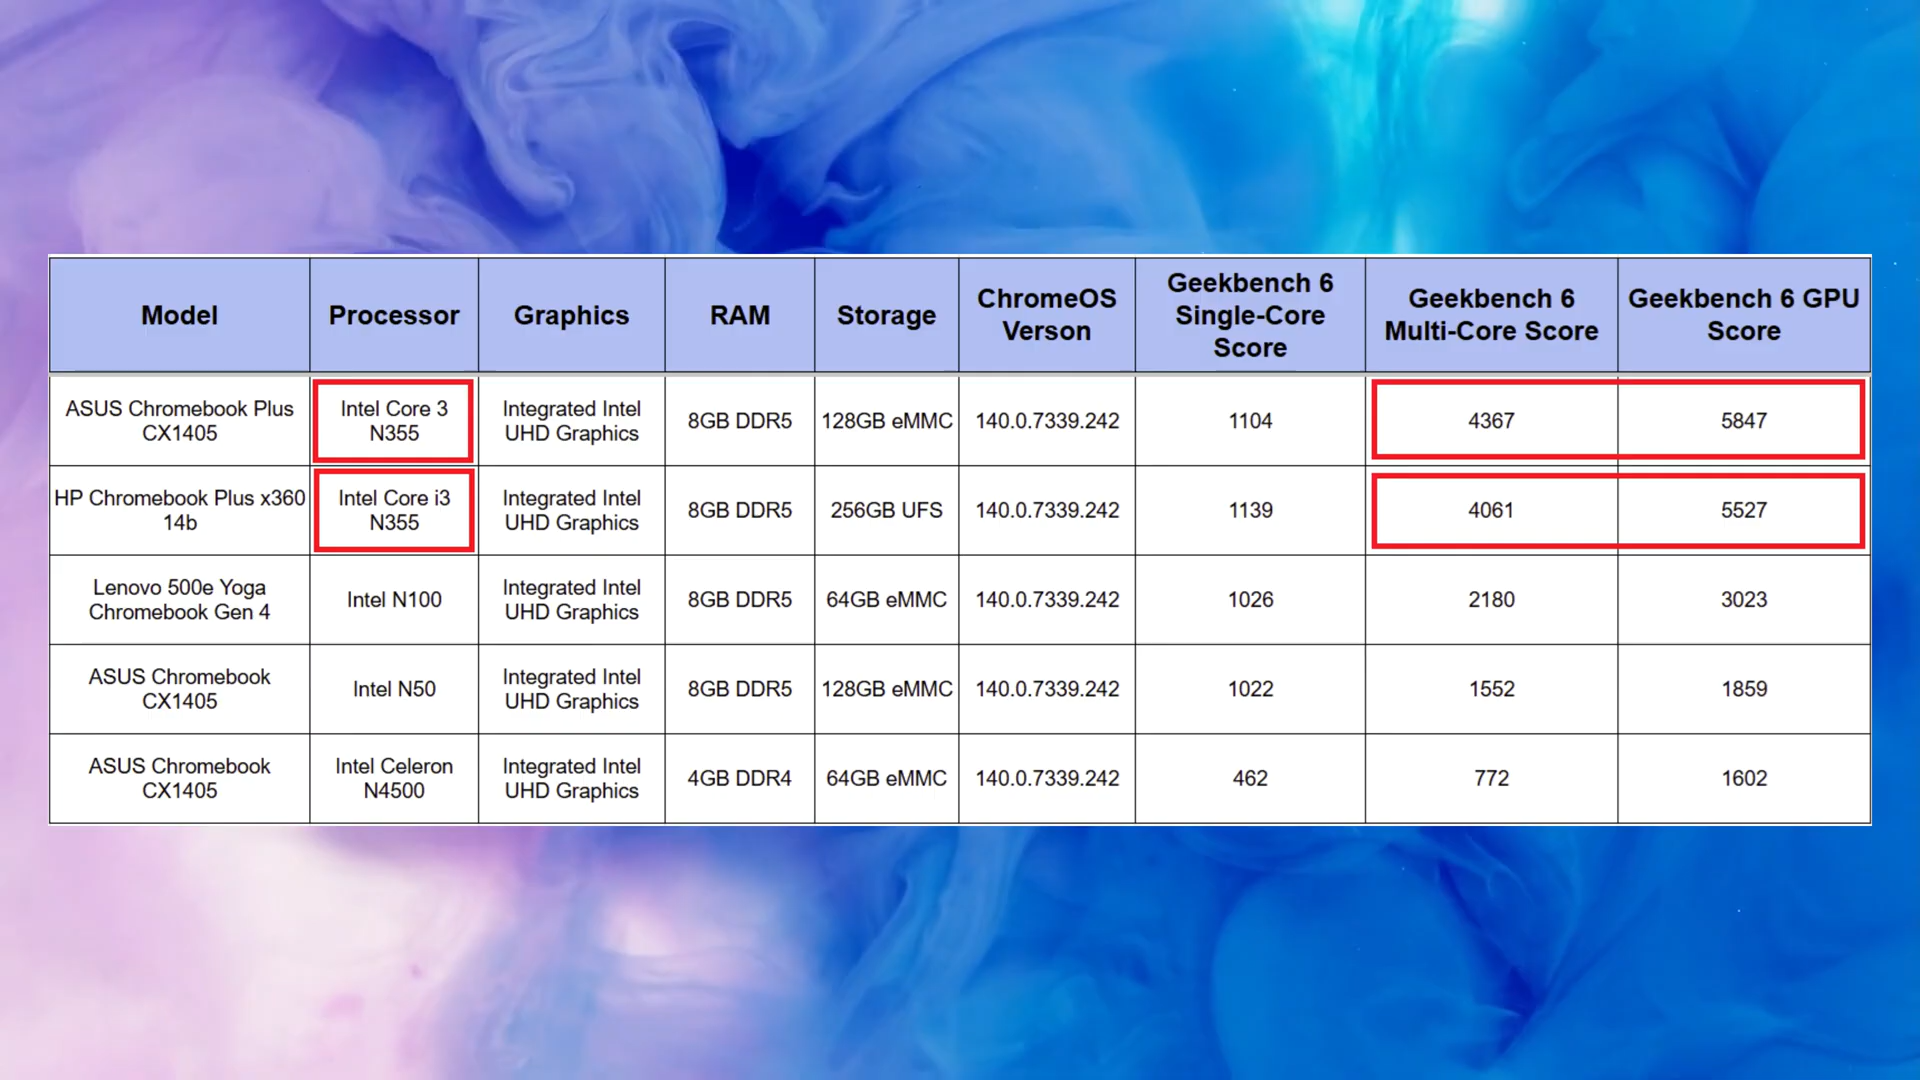 Model
Processor
Graphics
RAM
Storage
ChromeOS
Verson
Geekbench 6
Single-Core
Score
Geekbench 6
Multi-Core Score
Geekbench 6 GPU
Score
ASUS Chromebook Plus
CX1405
Intel Core 3
N355
Integrated Intel
UHD Graphics
8GB DDR5
128GB eMMC
140.0.7339.242
1104
4367
5847
HP Chromebook Plus x360
14b
Intel Core i3
N355
Integrated Intel
UHD Graphics
8GB DDR5
256GB UFS
140.0.7339.242
1139
4061
5527
Lenovo 500e Yoga
Chromebook Gen 4
Intel N100
Integrated Intel
UHD Graphics
8GB DDR5
64GB eMMC
140.0.7339.242
1026
2180
3023
ASUS Chromebook
CX1405
Intel N50
Integrated Intel
UHD Graphics
8GB DDR5
128GB eMMC
140.0.7339.242
1022
1552
1859
ASUS Chromebook
CX1405
Intel Celeron
N4500
Integrated Intel
UHD Graphics
4GB DDR4
64GB eMMC
140.0.7339.242
462
772
1602